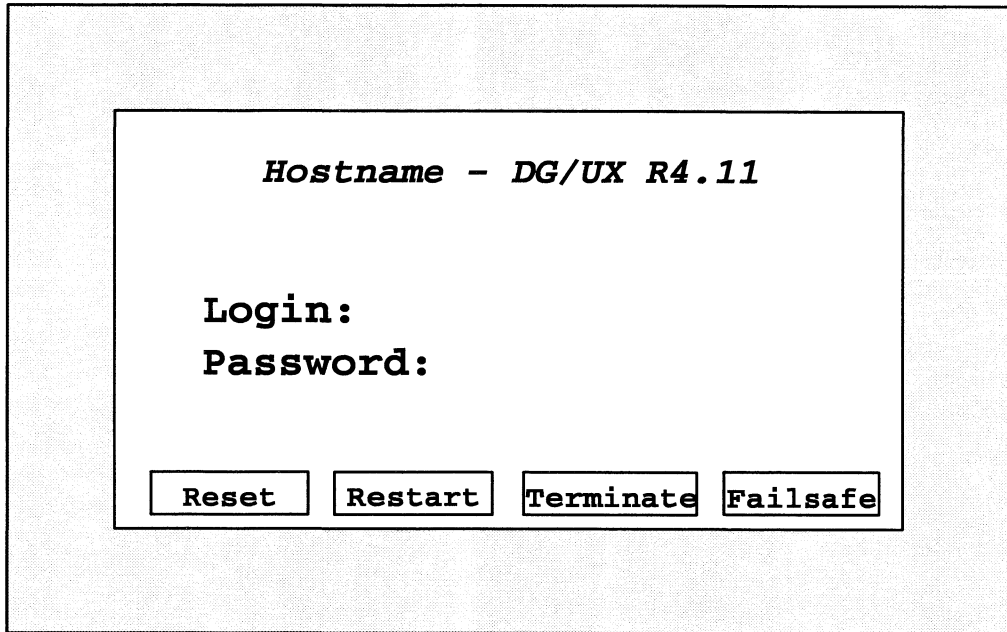 Hostname – DG/UX R4.11
Login:
Password:
Reset Restart Terminate Failsafe